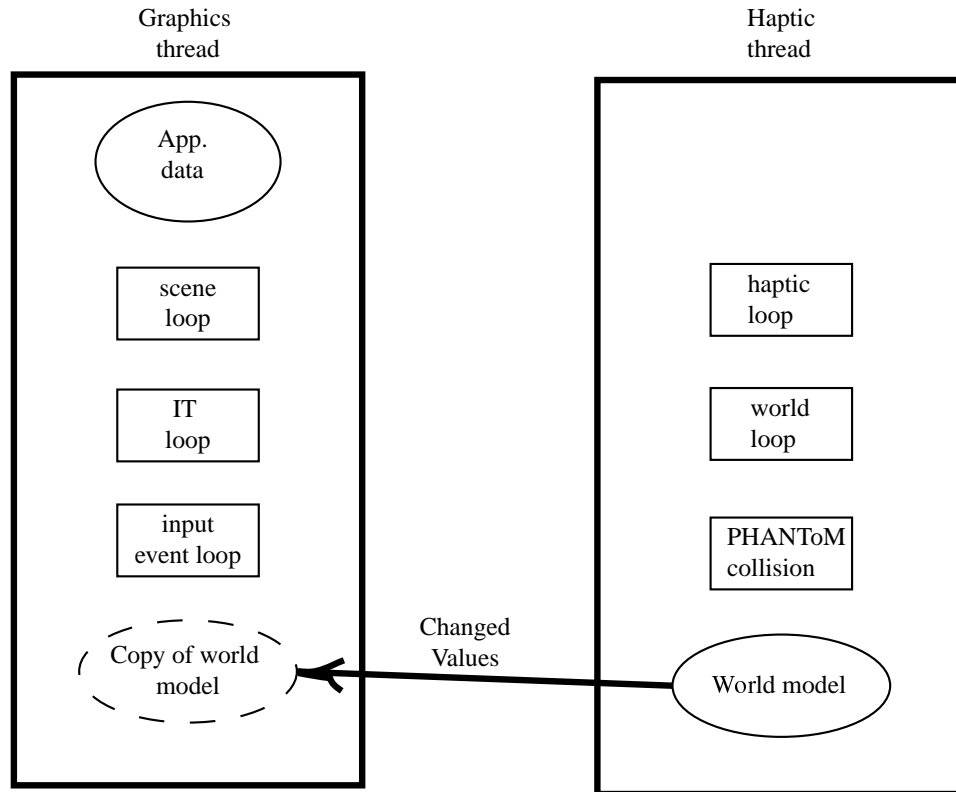 Graphics
thread
App.
data
scene
loop
IT
loop
input
event loop
Copy of world
model
Changed
Values
Haptic
thread
haptic
loop
world
loop
PHANToM
collision
World model